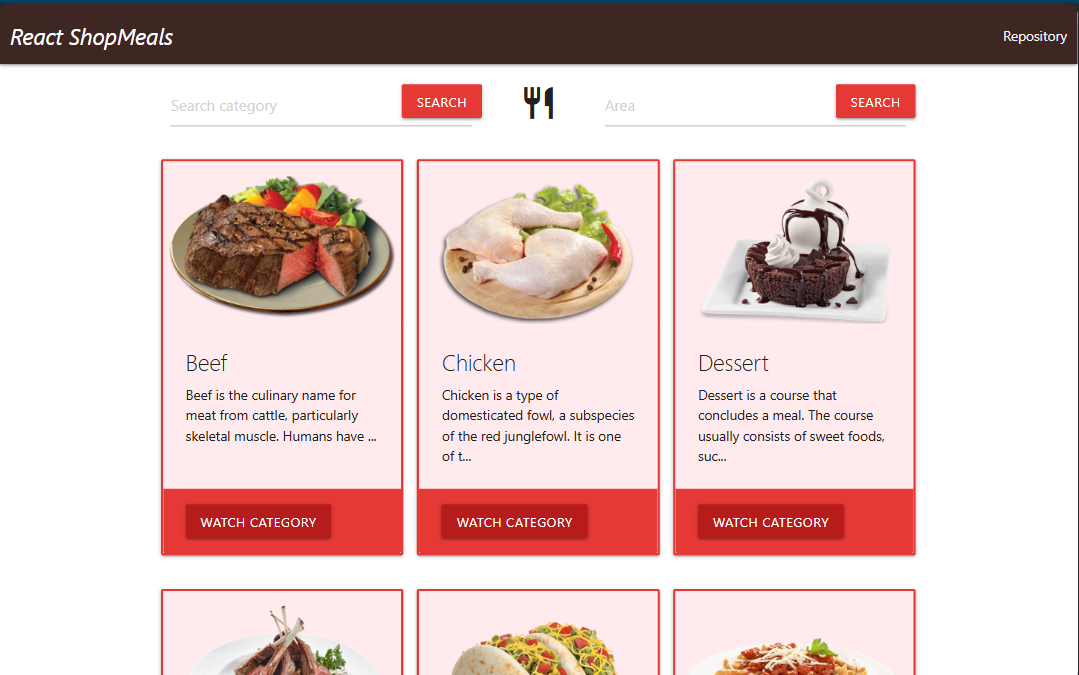 React ShopMeals
Repository
Search category
SEARCH
Area
SEARCH
Beef
Beef is the culinary name for
meat from cattle, particularly
skeletal muscle. Humans have ...
WATCH CATEGORY
Chicken
Chicken is a type of
domesticated fowl, a subspecies
of the red junglefowl. It is one
of t...
WATCH CATEGORY
Dessert
Dessert is a course that
concludes a meal. The course
usually consists of sweet foods,
suc...
WATCH CATEGORY